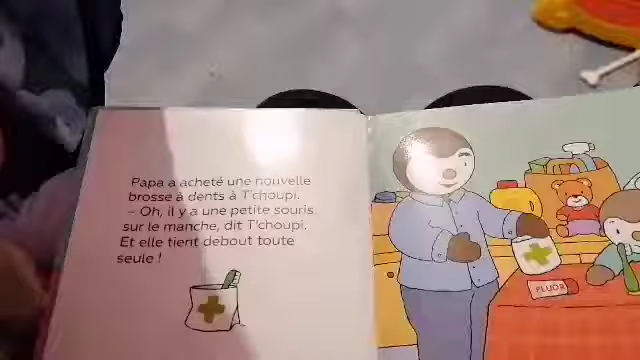 Papa a acheté une nouvelle
brosse à dents à T'choupi.
– Oh, il y a une petite souris
sur le manche, dit T'choupi.
Et elle tient debout toute
seule !
FLUOR